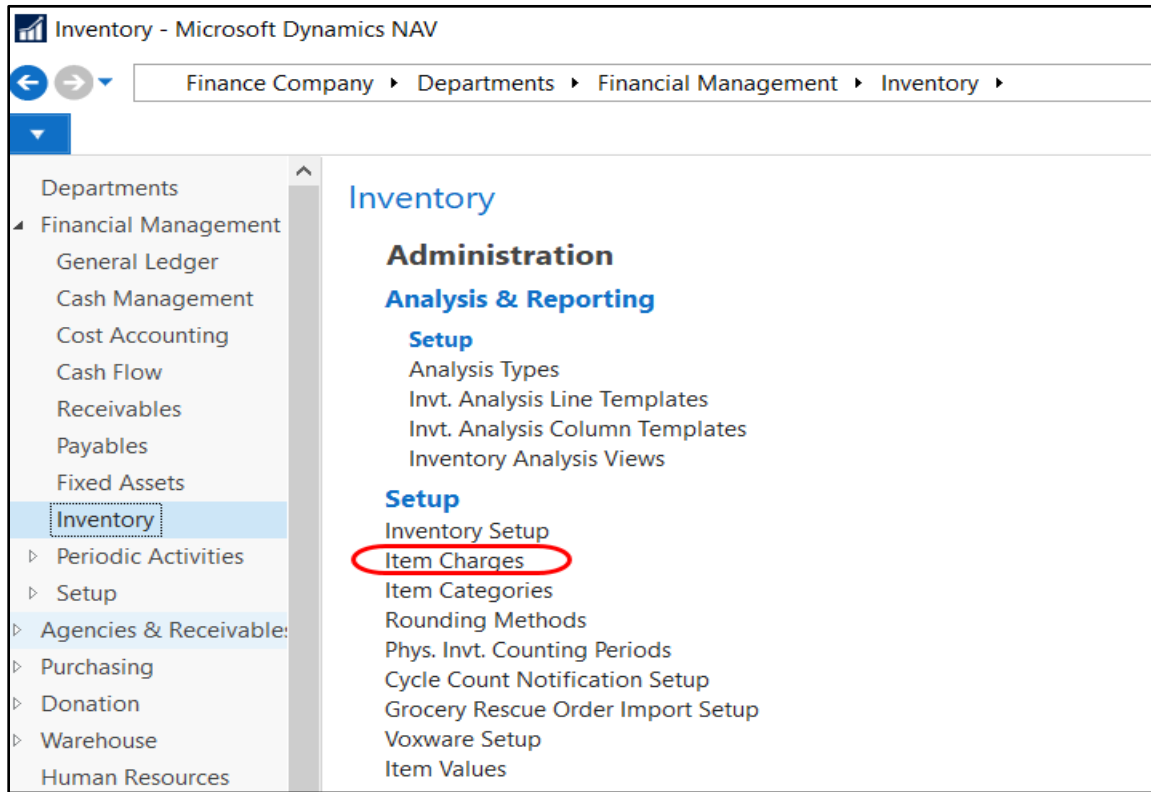 Inventory - Microsoft Dynamics NAV
Finance Company ▸ Departments ▸ Financial Management ▸ Inventory ▸
Departments
Financial Management
General Ledger
Cash Management
Cost Accounting
Cash Flow
Receivables
Payables
Fixed Assets
Inventory
Periodic Activities
Setup
Agencies & Receivables
Purchasing
Donation
Warehouse
Human Resources
Inventory
Administration
Analysis & Reporting
Setup
Analysis Types
Invt. Analysis Line Templates
Invt. Analysis Column Templates
Inventory Analysis Views
Setup
Inventory Setup
Item Charges
Item Categories
Rounding Methods
Phys. Invt. Counting Periods
Cycle Count Notification Setup
Grocery Rescue Order Import Setup
Voxware Setup
Item Values